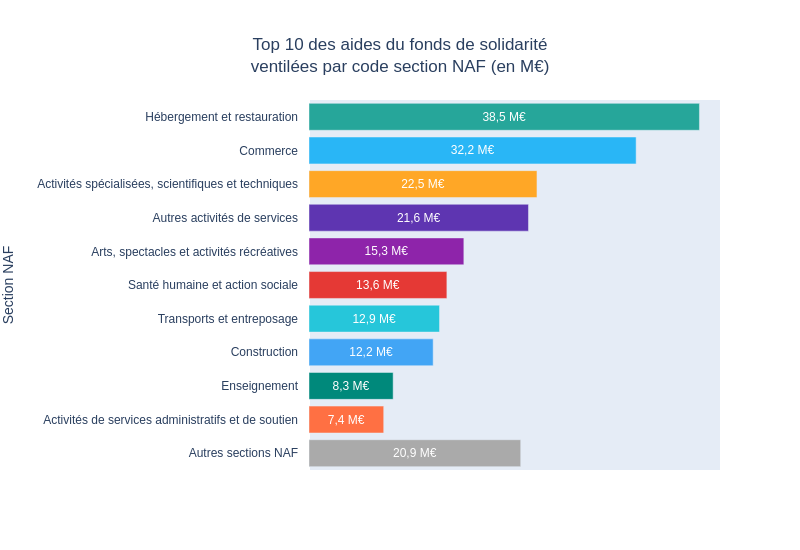 Top 10 des aides du fonds de solidarité
ventilées par code section NAF (en M€)
Section NAF
Hébergement et restauration 38,5 M€
Commerce 32,2 M€
Activités spécialisées, scientifiques et techniques 22,5 M€
Autres activités de services 21,6 M€
Arts, spectacles et activités récréatives 15,3 M€
Santé humaine et action sociale 13,6 M€
Transports et entreposage 12,9 M€
Construction 12,2 M€
Enseignement 8,3 M€
Activités de services administratifs et de soutien 7,4 M€
Autres sections NAF 20,9 M€